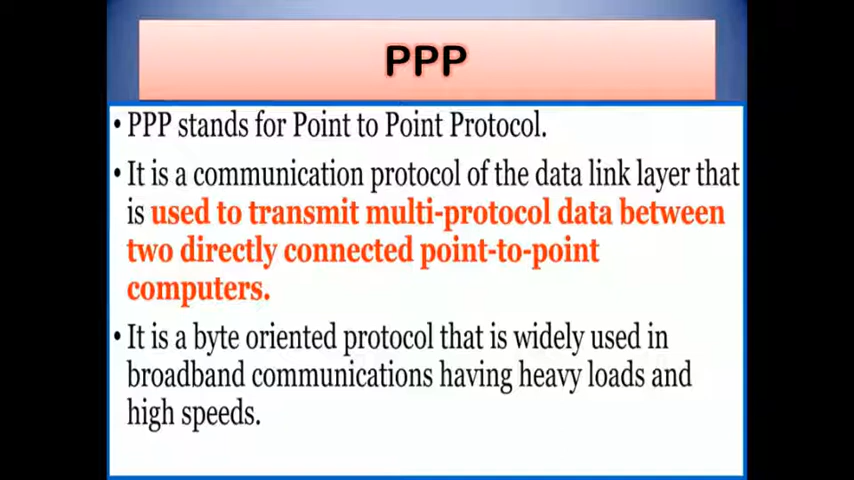 PPP
• PPP stands for Point to Point Protocol.
• It is a communication protocol of the data link layer that
is used to transmit multi-protocol data between
two directly connected point-to-point
computers.
• It is a byte oriented protocol that is widely used in
broadband communications having heavy loads and
high speeds.